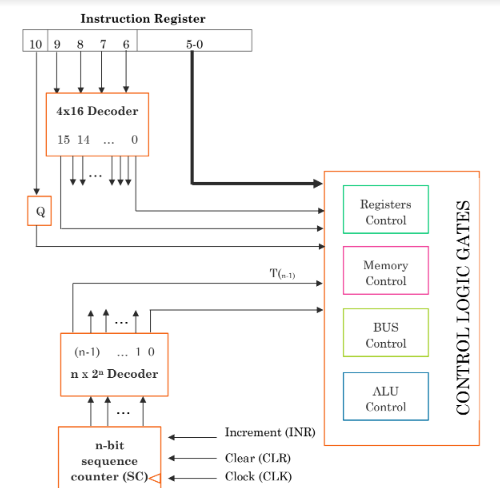 Instruction Register
10 9 8 7 6 5-0
4x16 Decoder
15 14 ... 0
...
Q
Registers
Control
Memory
Control
BUS
Control
ALU
Control
CONTROL LOGIC GATES
T(n-1)
...
(n-1) ... 1 0
n x 2ⁿ Decoder
...
n-bit
sequence
counter (SC)
Increment (INR)
Clear (CLR)
Clock (CLK)